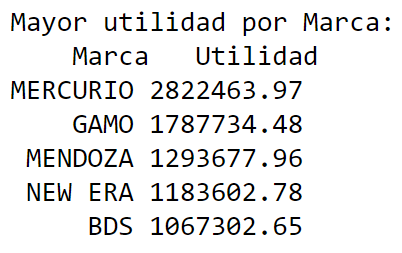 Mayor utilidad por Marca:
Marca Utilidad
MERCURIO 2822463.97
GAMO 1787734.48
MENDOZA 1293677.96
NEW ERA 1183602.78
BDS 1067302.65